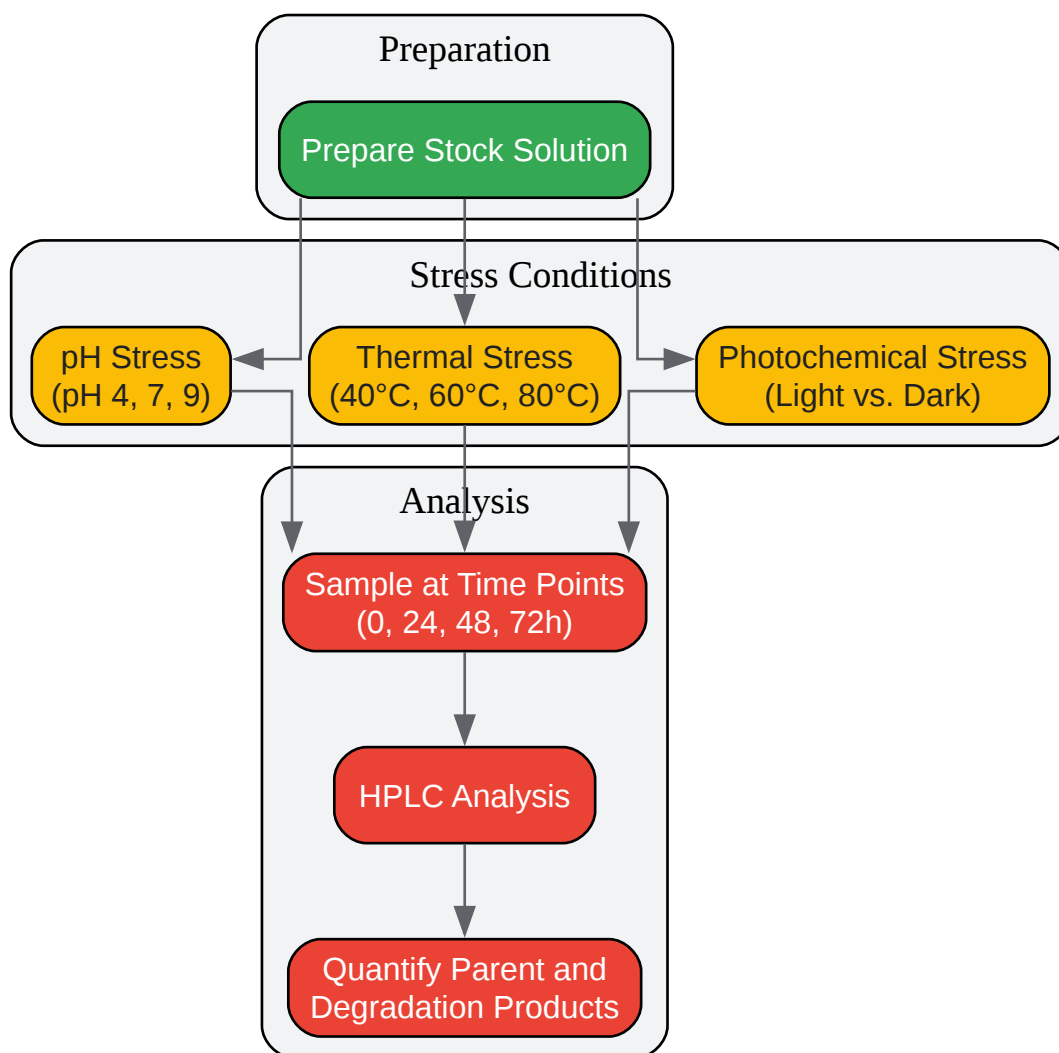 Preparation
Prepare Stock Solution
Stress Conditions
pH Stress
(pH 4, 7, 9)
Thermal Stress
(40°C, 60°C, 80°C)
Photochemical Stress
(Light vs. Dark)
Analysis
Sample at Time Points
(0, 24, 48, 72h)
HPLC Analysis
Quantify Parent and
Degradation Products